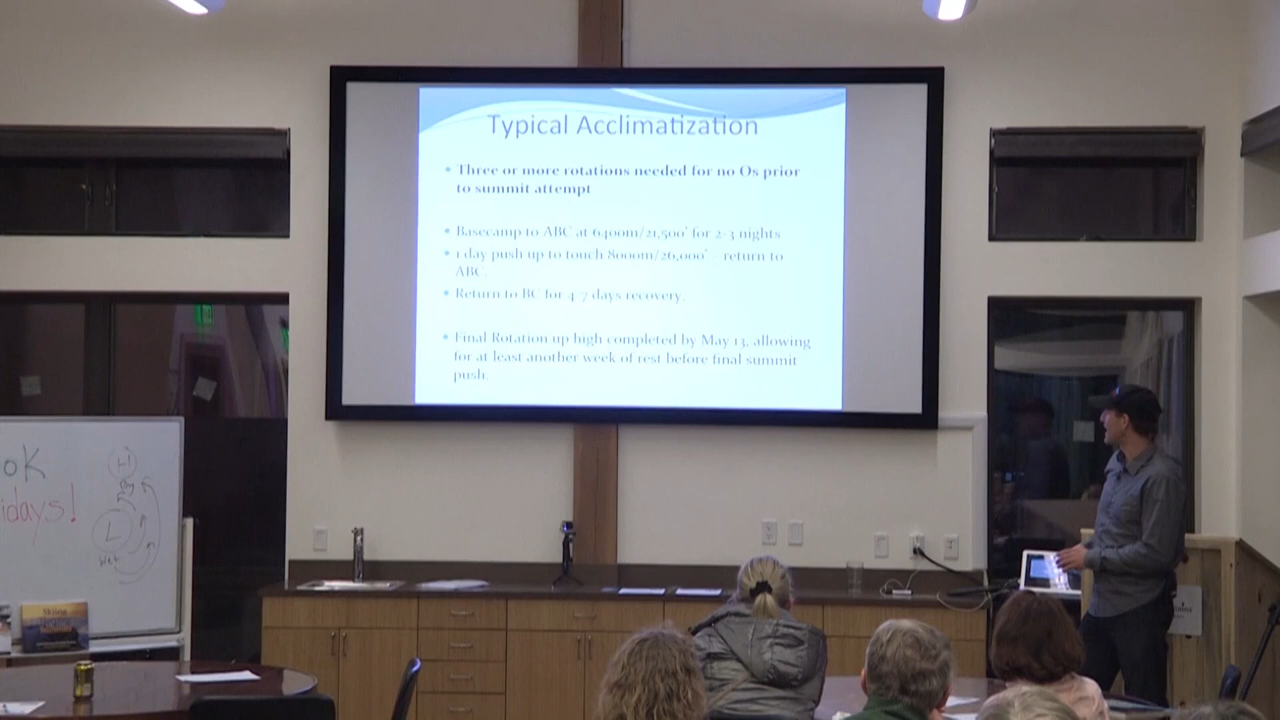 Typical Acclimatization
• Three or more rotations needed for no Os prior
to summit attempt
• Basecamp to ABC at 6400m/21,500' for 2-3 nights
• 1 day push up to touch 8000m/26,000' – return to
ABC.
• Return to BC for 4-7 days recovery.
• Final Rotation up high completed by May 13, allowing
for at least another week of rest before final summit
push.
ok
idays!
H
L
Wet
Skiing